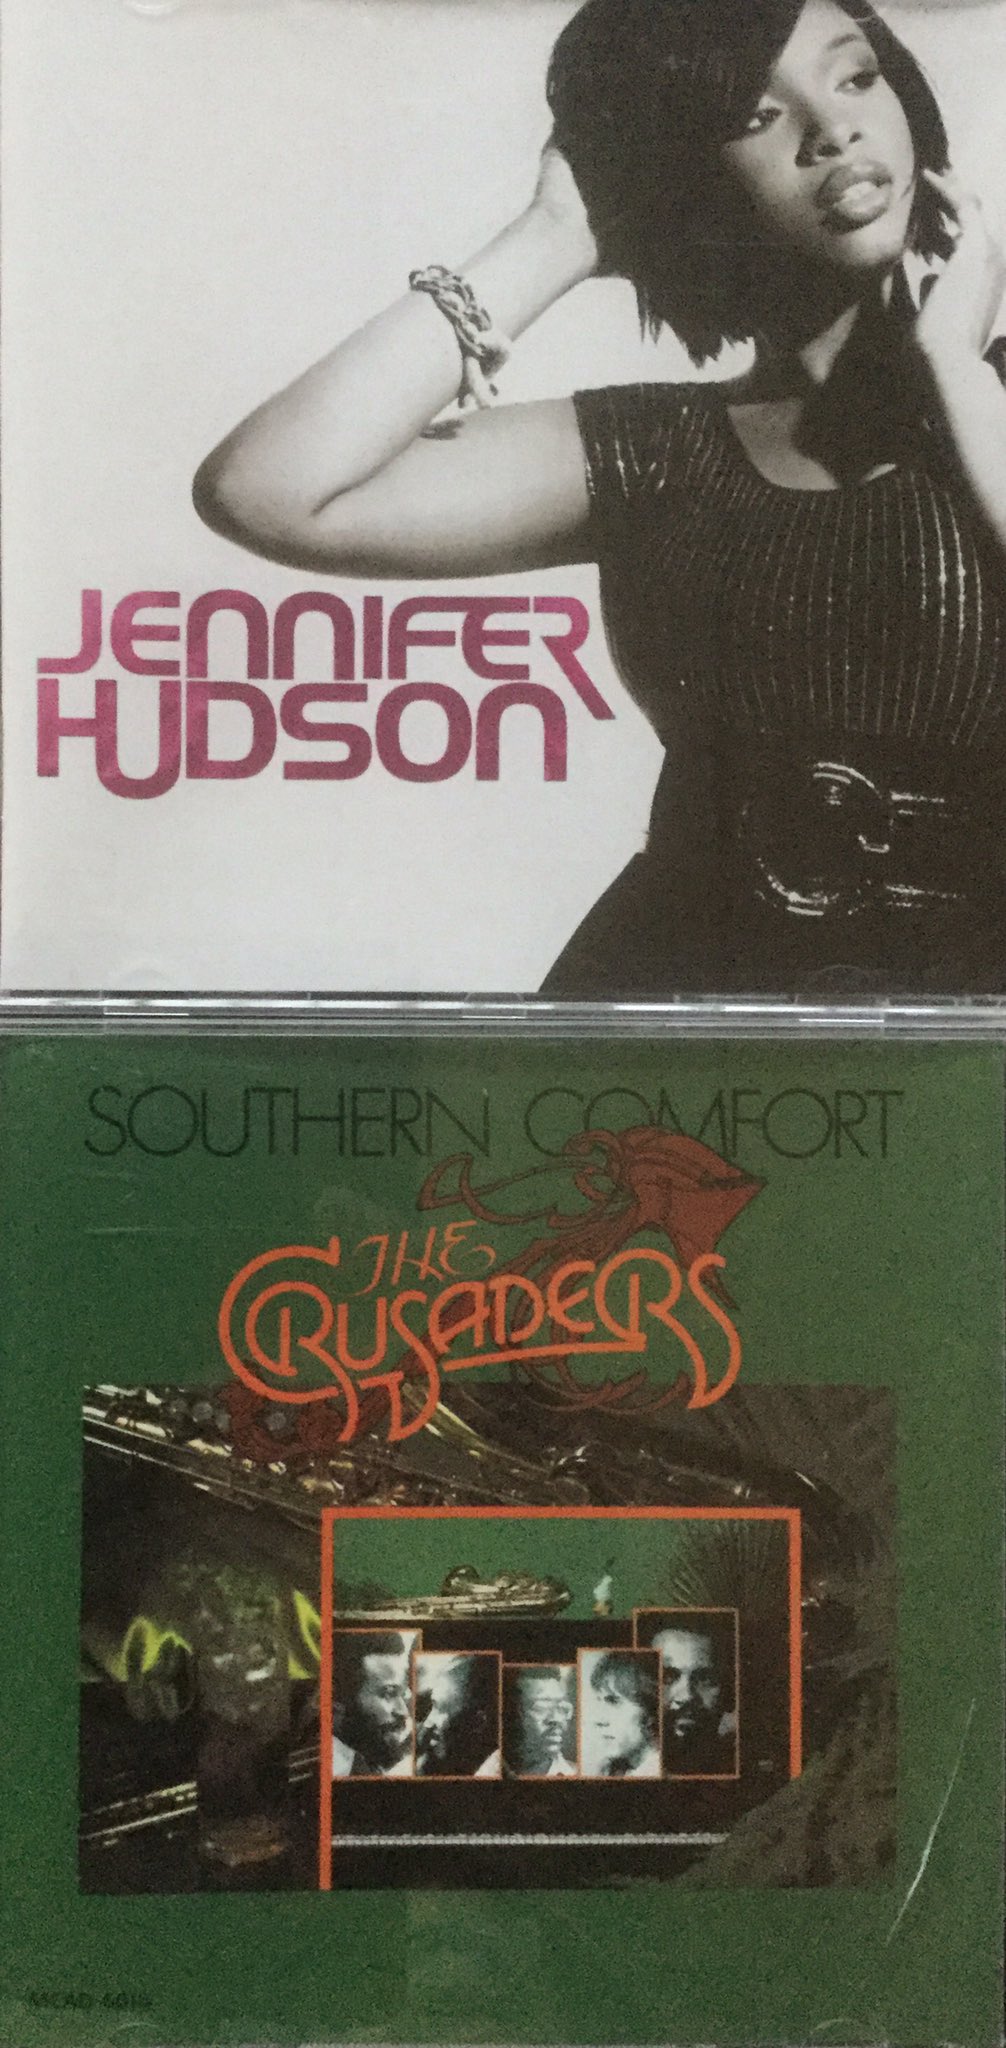 JENNIFER
HUDSON
SOUTHERN COMFORT
THE
CRUSADERS